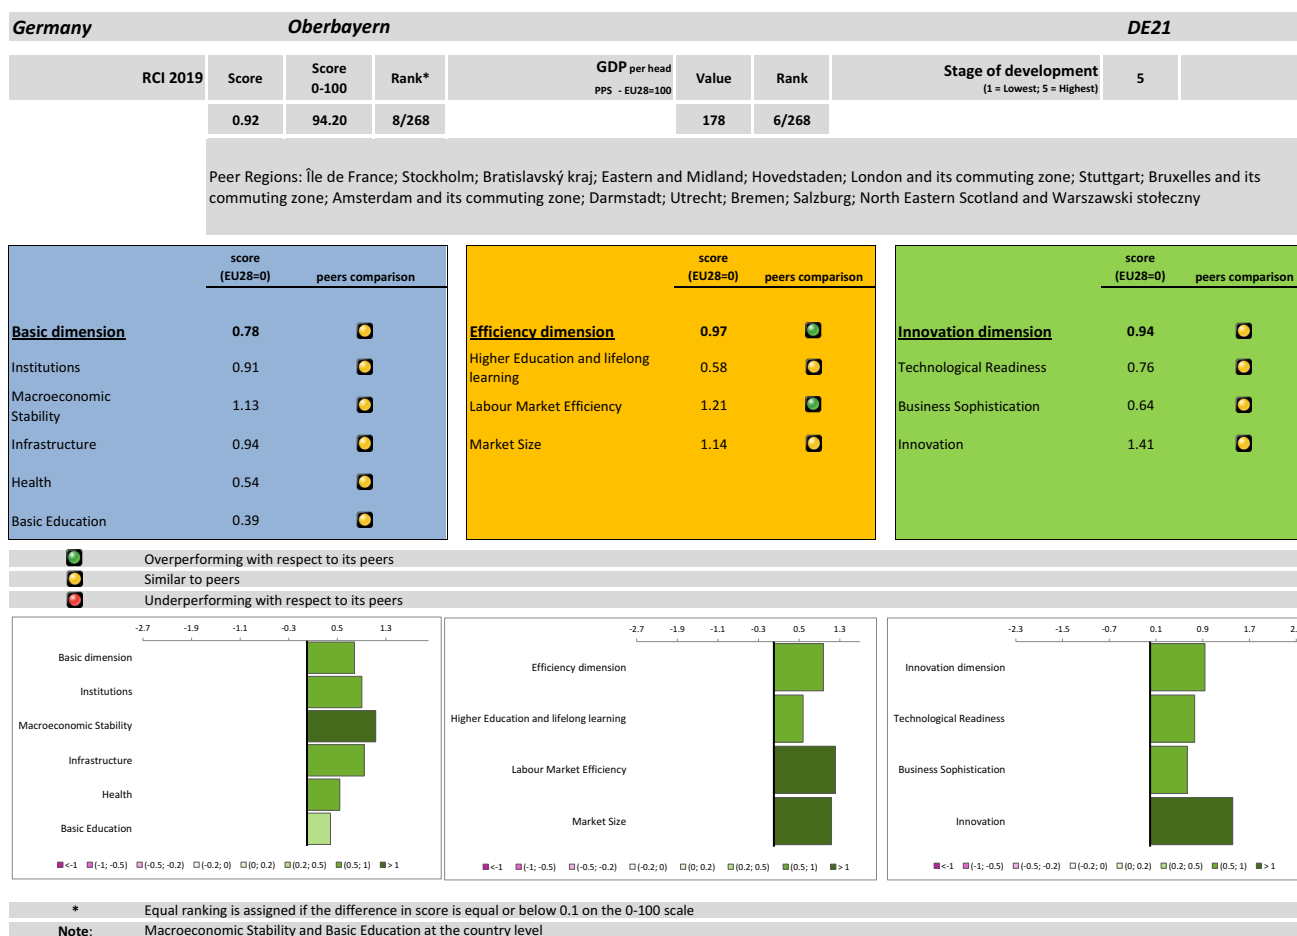 Germany Oberbayern DE21
RCI 2019 Score Score 0-100 Rank* GDP per head PPS - EU28=100 Value Rank Stage of development (1 = Lowest; 5 = Highest) 5
0.92 94.20 8/268 178 6/268
Peer Regions: Île de France; Stockholm; Bratislavský kraj; Eastern and Midland; Hovedstaden; London and its commuting zone; Stuttgart; Bruxelles and its
commuting zone; Amsterdam and its commuting zone; Darmstadt; Utrecht; Bremen; Salzburg; North Eastern Scotland and Warszawski stołeczny
score
(EU28=0) peers comparison
Basic dimension 0.78
Institutions 0.91
Macroeconomic
Stability 1.13
Infrastructure 0.94
Health 0.54
Basic Education 0.39
score
(EU28=0) peers comparison
Efficiency dimension 0.97
Higher Education and lifelong
learning 0.58
Labour Market Efficiency 1.21
Market Size 1.14
score
(EU28=0) peers comparison
Innovation dimension 0.94
Technological Readiness 0.76
Business Sophistication 0.64
Innovation 1.41
Overperforming with respect to its peers
Similar to peers
Underperforming with respect to its peers
-2.7 -1.9 -1.1 -0.3 0.5 1.3
Basic dimension
Institutions
Macroeconomic Stability
Infrastructure
Health
Basic Education
<-1 (-1; -0.5) (-0.5; -0.2) (-0.2; 0) (0; 0.2) (0.2; 0.5) (0.5; 1) > 1
-2.7 -1.9 -1.1 -0.3 0.5 1.3
Efficiency dimension
Higher Education and lifelong learning
Labour Market Efficiency
Market Size
<-1 (-1; -0.5) (-0.5; -0.2) (-0.2; 0) (0; 0.2) (0.2; 0.5) (0.5; 1) > 1
-2.3 -1.5 -0.7 0.1 0.9 1.7 2.
Innovation dimension
Technological Readiness
Business Sophistication
Innovation
<-1 (-1; -0.5) (-0.5; -0.2) (-0.2; 0) (0; 0.2) (0.2; 0.5) (0.5; 1) > 1
* Equal ranking is assigned if the difference in score is equal or below 0.1 on the 0-100 scale
Note: Macroeconomic Stability and Basic Education at the country level